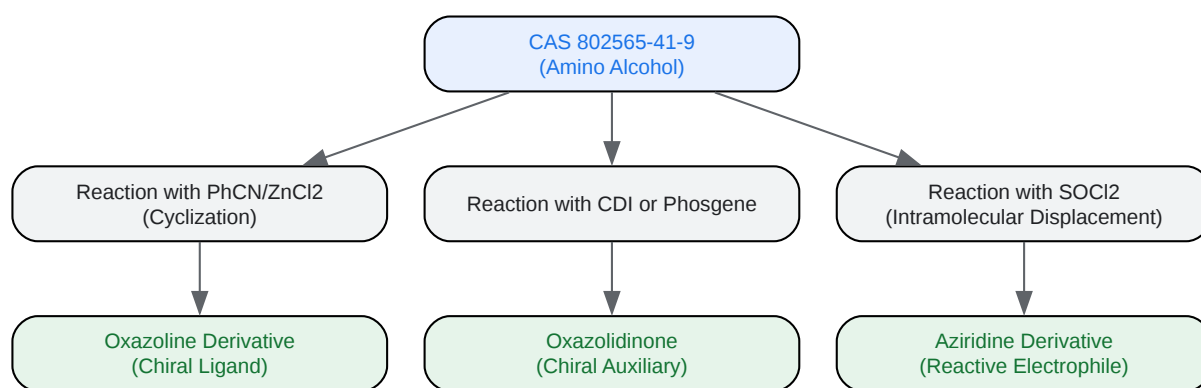 CAS 802565-41-9
(Amino Alcohol)
Reaction with PhCN/ZnCl2
(Cyclization)
Reaction with CDI or Phosgene
Reaction with SOCl2
(Intramolecular Displacement)
Oxazoline Derivative
(Chiral Ligand)
Oxazolidinone
(Chiral Auxiliary)
Aziridine Derivative
(Reactive Electrophile)